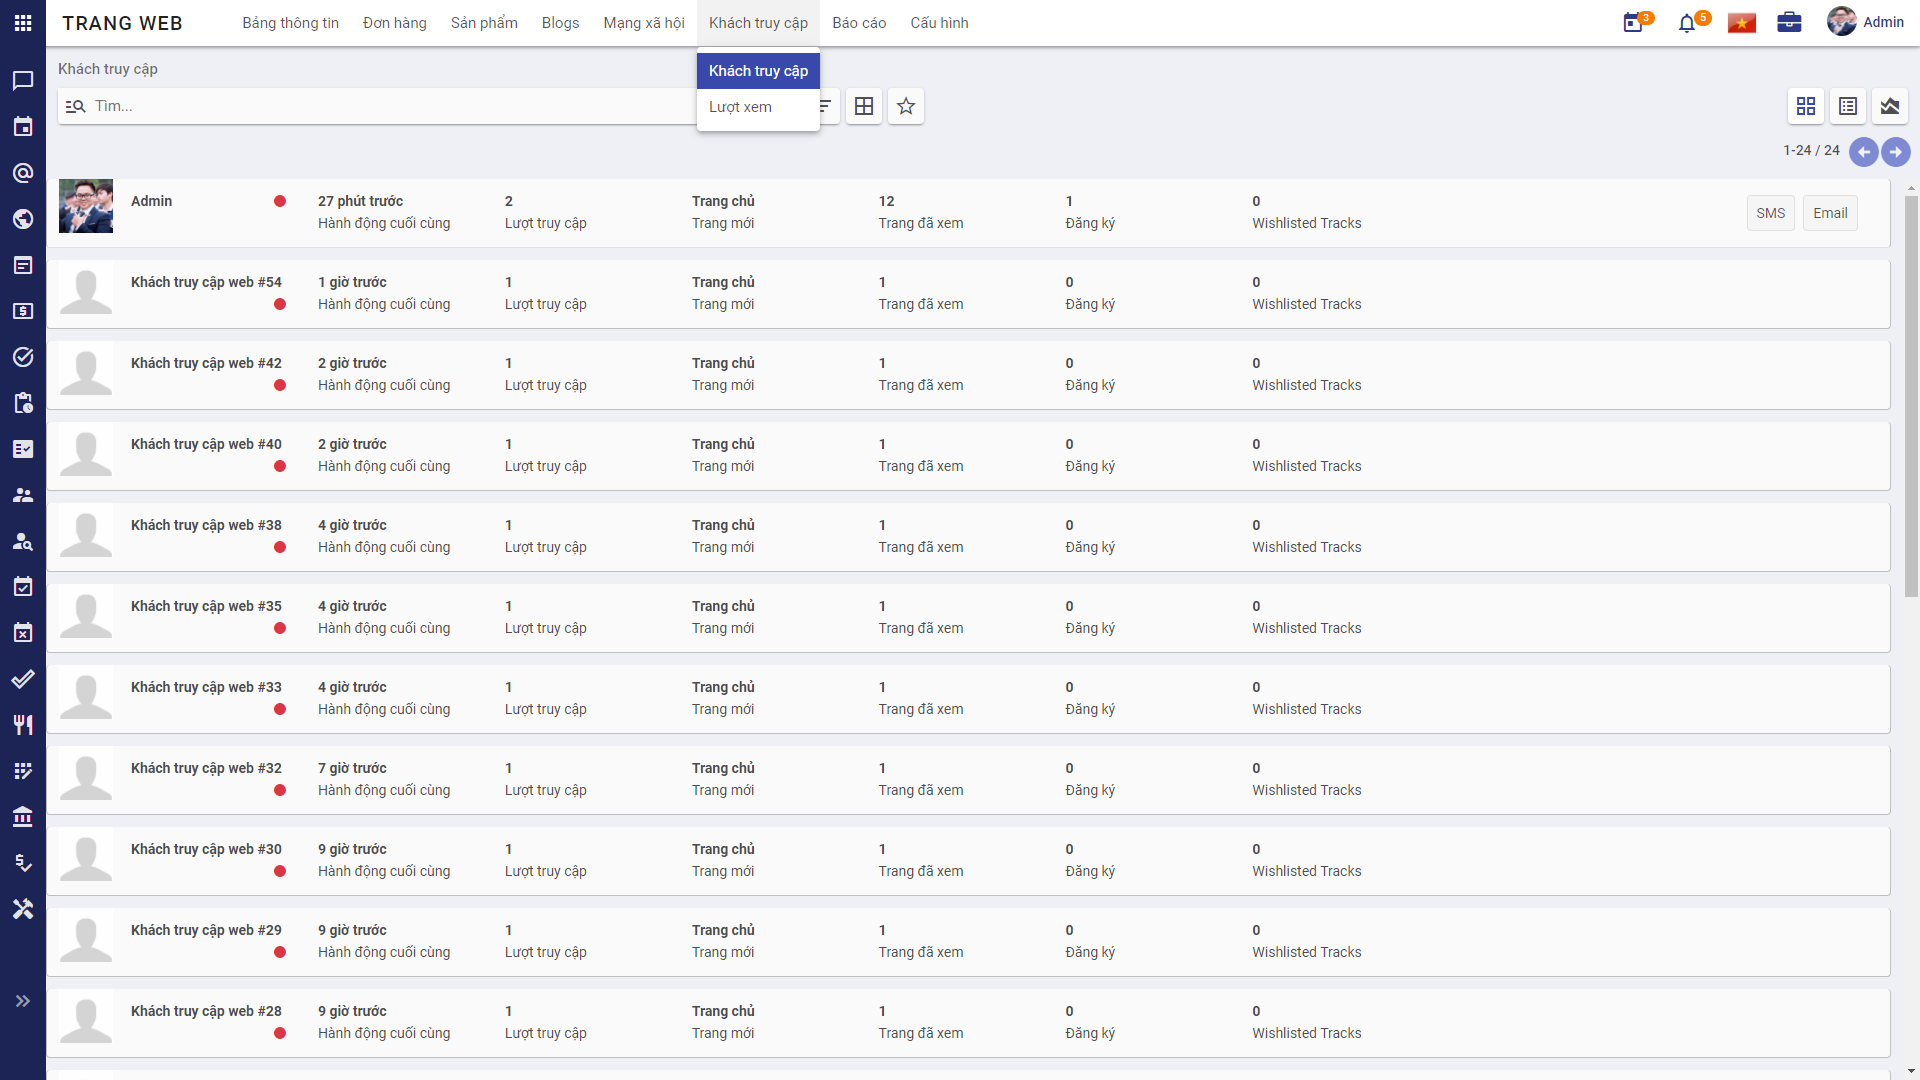 TRANG WEB Bảng thông tin Đơn hàng Sản phẩm Blogs Mạng xã hội Khách truy cập Báo cáo Cấu hình 3 5 Admin
Khách truy cập
Khách truy cập
Lượt xem
Tìm...
1-24 / 24
Admin 27 phút trước 2 Trang chủ 12 1 0
Hành động cuối cùng Lượt truy cập Trang mới Trang đã xem Đăng ký Wishlisted Tracks
SMS Email
Khách truy cập web #54 1 giờ trước 1 Trang chủ 1 0 0
Hành động cuối cùng Lượt truy cập Trang mới Trang đã xem Đăng ký Wishlisted Tracks
Khách truy cập web #42 2 giờ trước 1 Trang chủ 1 0 0
Hành động cuối cùng Lượt truy cập Trang mới Trang đã xem Đăng ký Wishlisted Tracks
Khách truy cập web #40 2 giờ trước 1 Trang chủ 1 0 0
Hành động cuối cùng Lượt truy cập Trang mới Trang đã xem Đăng ký Wishlisted Tracks
Khách truy cập web #38 4 giờ trước 1 Trang chủ 1 0 0
Hành động cuối cùng Lượt truy cập Trang mới Trang đã xem Đăng ký Wishlisted Tracks
Khách truy cập web #35 4 giờ trước 1 Trang chủ 1 0 0
Hành động cuối cùng Lượt truy cập Trang mới Trang đã xem Đăng ký Wishlisted Tracks
Khách truy cập web #33 4 giờ trước 1 Trang chủ 1 0 0
Hành động cuối cùng Lượt truy cập Trang mới Trang đã xem Đăng ký Wishlisted Tracks
Khách truy cập web #32 7 giờ trước 1 Trang chủ 1 0 0
Hành động cuối cùng Lượt truy cập Trang mới Trang đã xem Đăng ký Wishlisted Tracks
Khách truy cập web #30 9 giờ trước 1 Trang chủ 1 0 0
Hành động cuối cùng Lượt truy cập Trang mới Trang đã xem Đăng ký Wishlisted Tracks
Khách truy cập web #29 9 giờ trước 1 Trang chủ 1 0 0
Hành động cuối cùng Lượt truy cập Trang mới Trang đã xem Đăng ký Wishlisted Tracks
Khách truy cập web #28 9 giờ trước 1 Trang chủ 1 0 0
Hành động cuối cùng Lượt truy cập Trang mới Trang đã xem Đăng ký Wishlisted Tracks